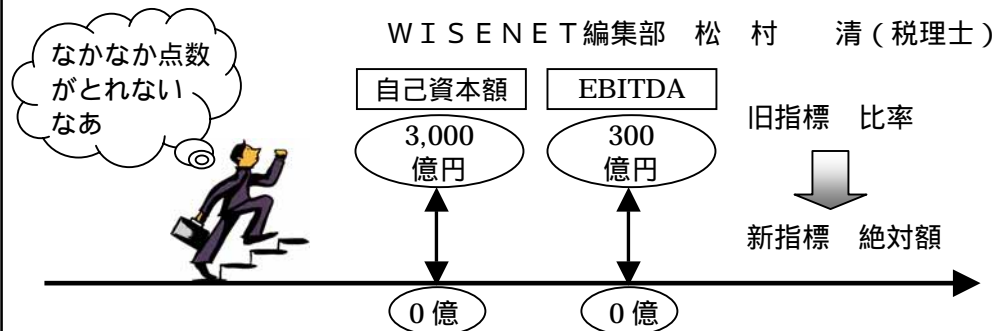 WISENET編集部 松 村 清(税理士)
なかなか点数
がとれない
なあ
自己資本額
EBITDA
3,000
億円
300
億円
旧指標 比率
新指標 絶対額
0億
0億